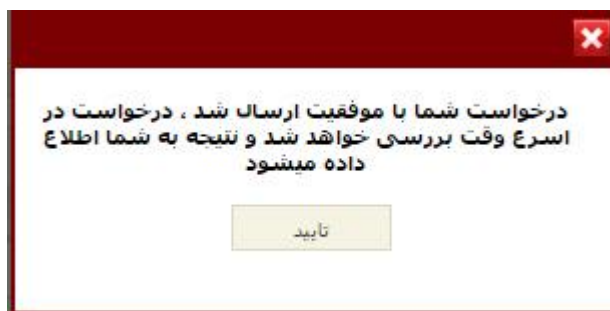 درخواست شما با موفقیت ارسال شد ، درخواست در
اسرع وقت بررسی خواهد شد و نتیجه به شما اطلاع
داده میشود
تایید